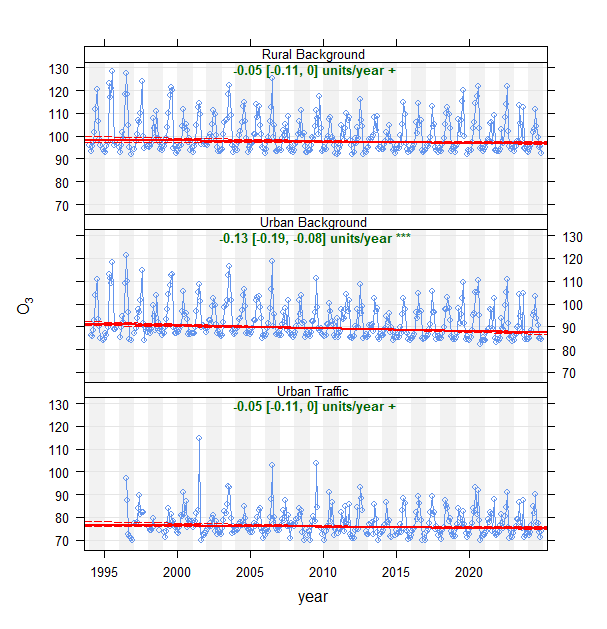 Rural Background
-0.05 [-0.11, 0] units/year +
130
120
110
100
90
80
70
Urban Background
-0.13 [-0.19, -0.08] units/year ***
130
120
110
100
90
80
70
O₃
Urban Traffic
-0.05 [-0.11, 0] units/year +
130
120
110
100
90
80
70
1995 2000 2005 2010 2015 2020
year